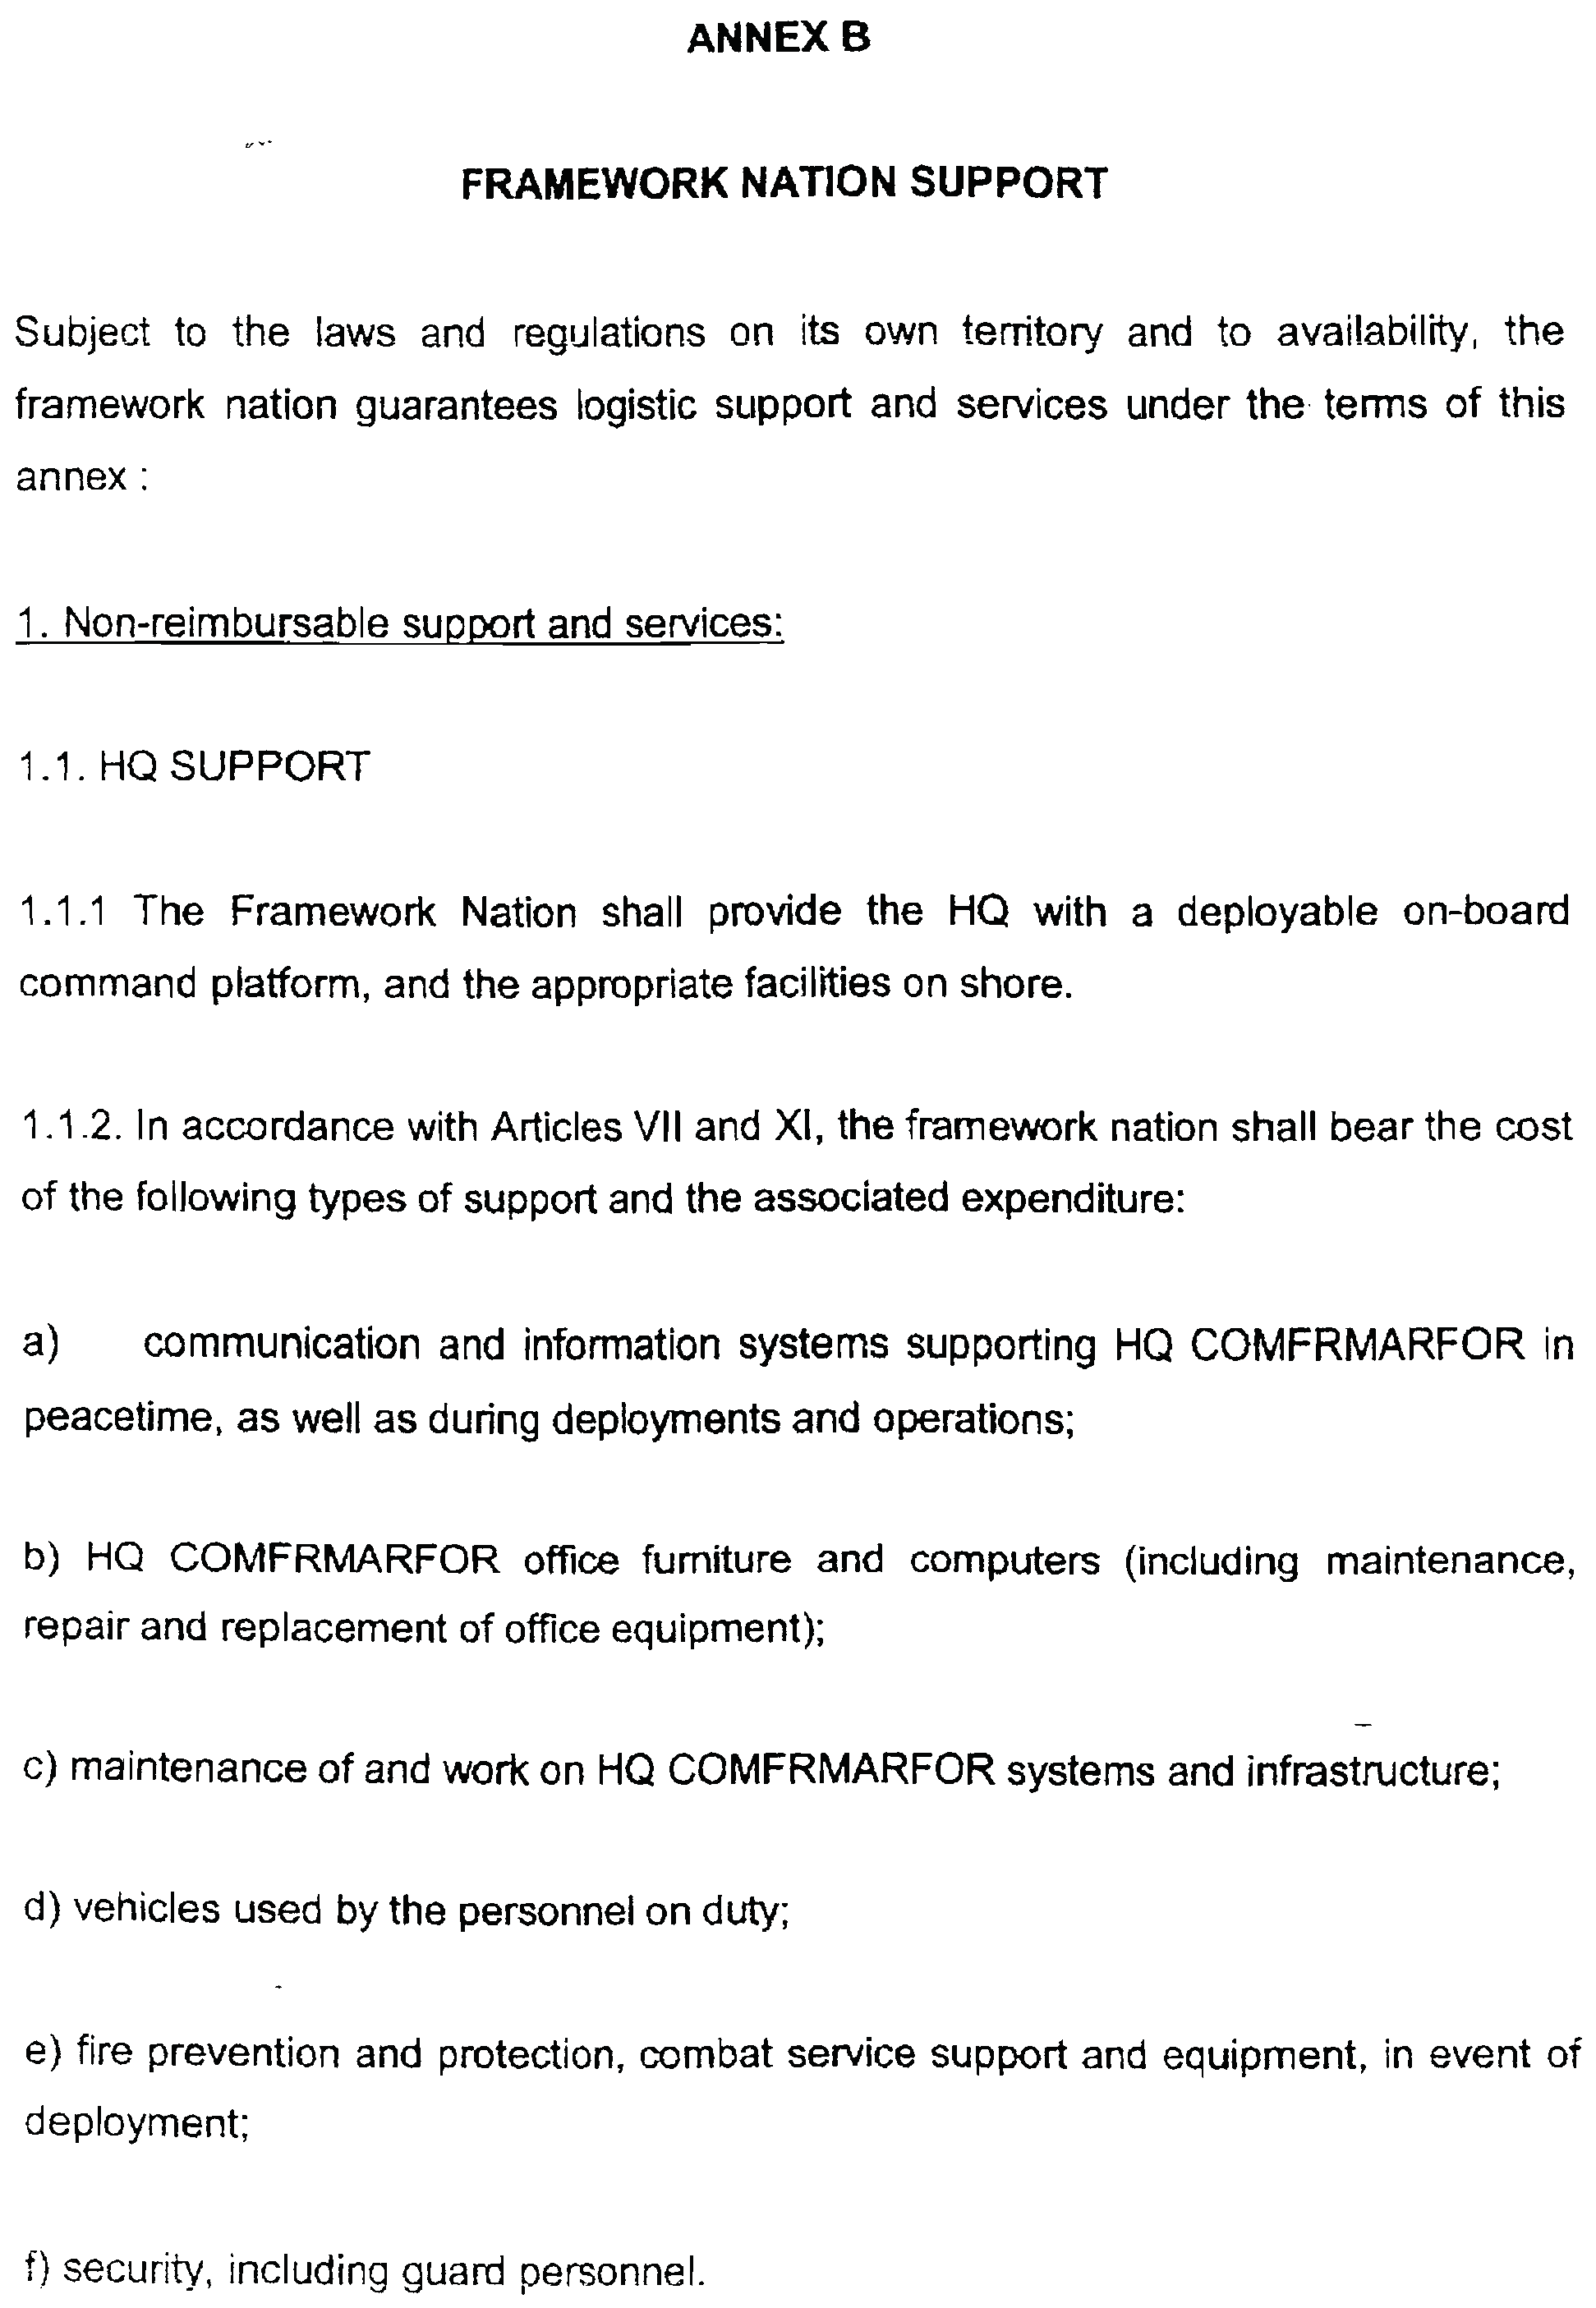 ANNEX B
FRAMEWORK NATION SUPPORT
Subject to the laws and regulations on its own territory and to availability, the
framework nation guarantees logistic support and services under the terms of this
annex :
1. Non-reimbursable support and services:
1.1. HQ SUPPORT
1.1.1 The Framework Nation shall provide the HQ with a deployable on-board
command platform, and the appropriate facilities on shore.
1.1.2. In accordance with Articles VII and XI, the framework nation shall bear the cost
of the following types of support and the associated expenditure:
a) communication and information systems supporting HQ COMFRMARFOR in
peacetime, as well as during deployments and operations;
b) HQ COMFRMARFOR office furniture and computers (including maintenance,
repair and replacement of office equipment);
c) maintenance of and work on HQ COMFRMARFOR systems and infrastructure;
d) vehicles used by the personnel on duty;
e) fire prevention and protection, combat service support and equipment, in event of
deployment;
f) security, including guard personnel.